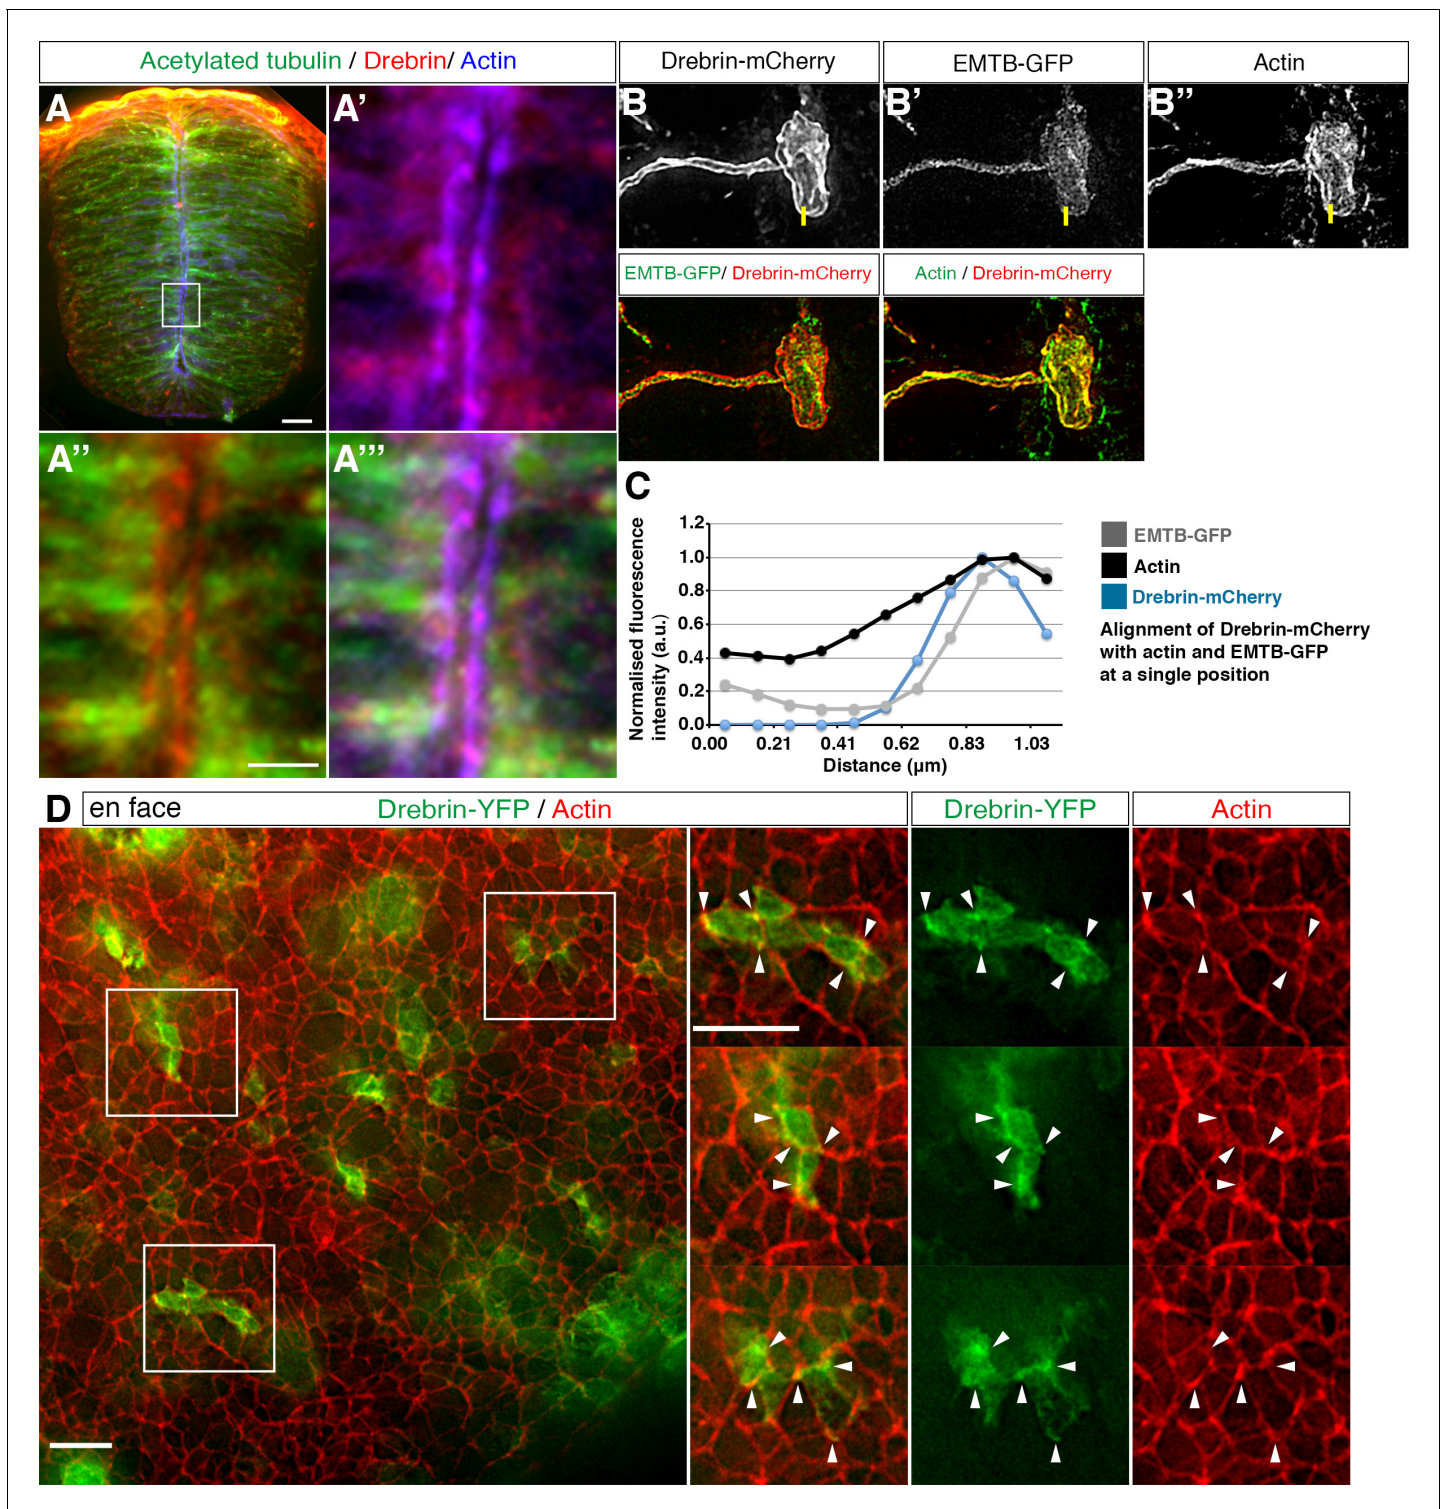 Acetylated tubulin / Drebrin/ Actin
A
A’
A’’
A’’’
Drebrin-mCherry
EMTB-GFP
Actin
B
B’
B’’
EMTB-GFP/ Drebrin-mCherry
Actin / Drebrin-mCherry
C
Normalised fluorescence
intensity (a.u.)
1.2
1.0
0.8
0.6
0.4
0.2
0.0
0.00 0.21 0.41 0.62 0.83 1.03
Distance (µm)
EMTB-GFP
Actin
Drebrin-mCherry
Alignment of Drebrin-mCherry
with actin and EMTB-GFP
at a single position
D
en face
Drebrin-YFP / Actin
Drebrin-YFP
Actin